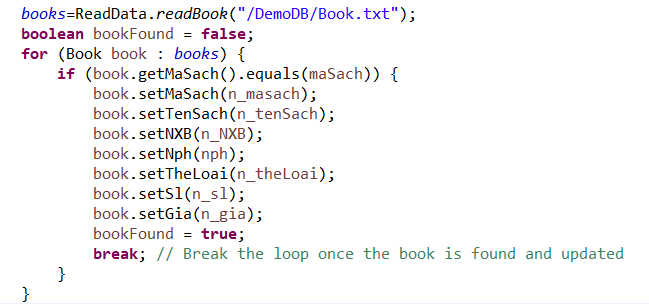 books=ReadData.readBook("/DemoDB/Book.txt");
boolean bookFound = false;
for (Book book : books) {
    if (book.getMaSach().equals(maSach)) {
        book.setMaSach(n_masach);
        book.setTenSach(n_tenSach);
        book.setNXB(n_NXB);
        book.setNph(nph);
        book.setTheLoai(n_theLoai);
        book.setSl(n_sl);
        book.setGia(n_gia);
        bookFound = true;
        break; // Break the loop once the book is found and updated
    }
}